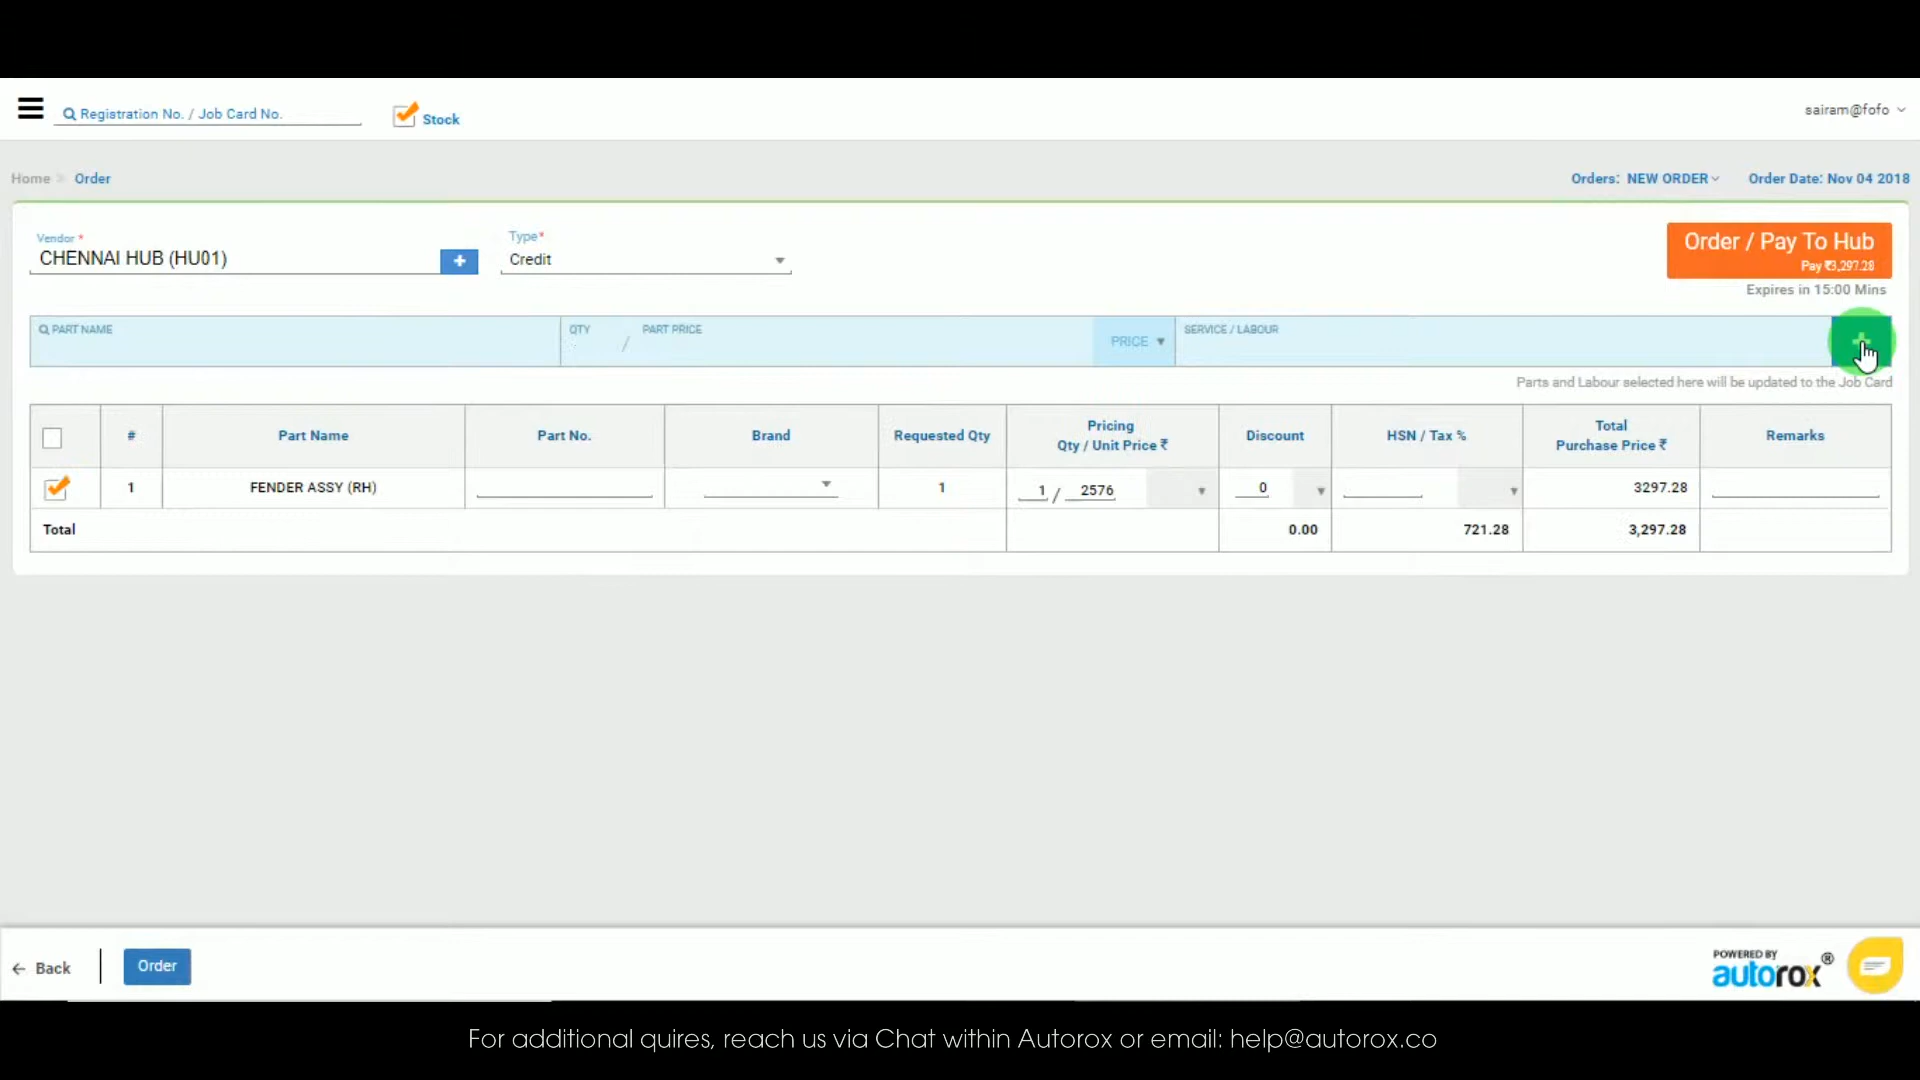 Registration No. / Job Card No.
Stock
sairam@fofo
Home Order
Orders: NEW ORDER
Order Date: Nov 04 2018
Vendor *
CHENNAI HUB (HU01)
+
Type*
Credit
Order / Pay To Hub
Pay ₹3,297.28
Expires in 15:00 Mins
PART NAME
QTY
/
PART PRICE
PRICE
SERVICE / LABOUR
+
Parts and Labour selected here will be updated to the Job Card
# Part Name Part No. Brand Requested Qty Pricing Qty / Unit Price ₹ Discount HSN / Tax % Total Purchase Price ₹ Remarks
1 FENDER ASSY (RH) 1 1 / 2576 0 3297.28
Total 0.00 721.28 3,297.28
Back
Order
POWERED BY
autorox®
For additional quires, reach us via Chat within Autorox or email: help@autorox.co